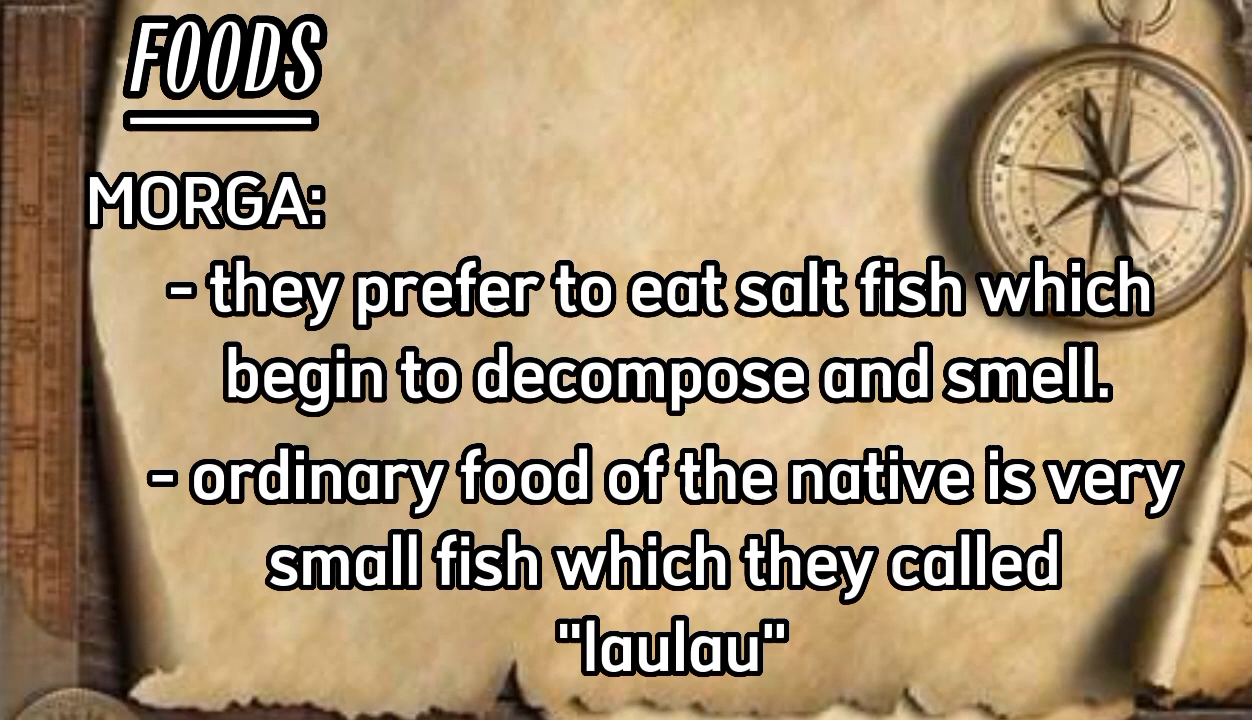 FOODS
MORGA:
- they prefer to eat salt fish which
begin to decompose and smell.
- ordinary food of the native is very
small fish which they called
"laulau"